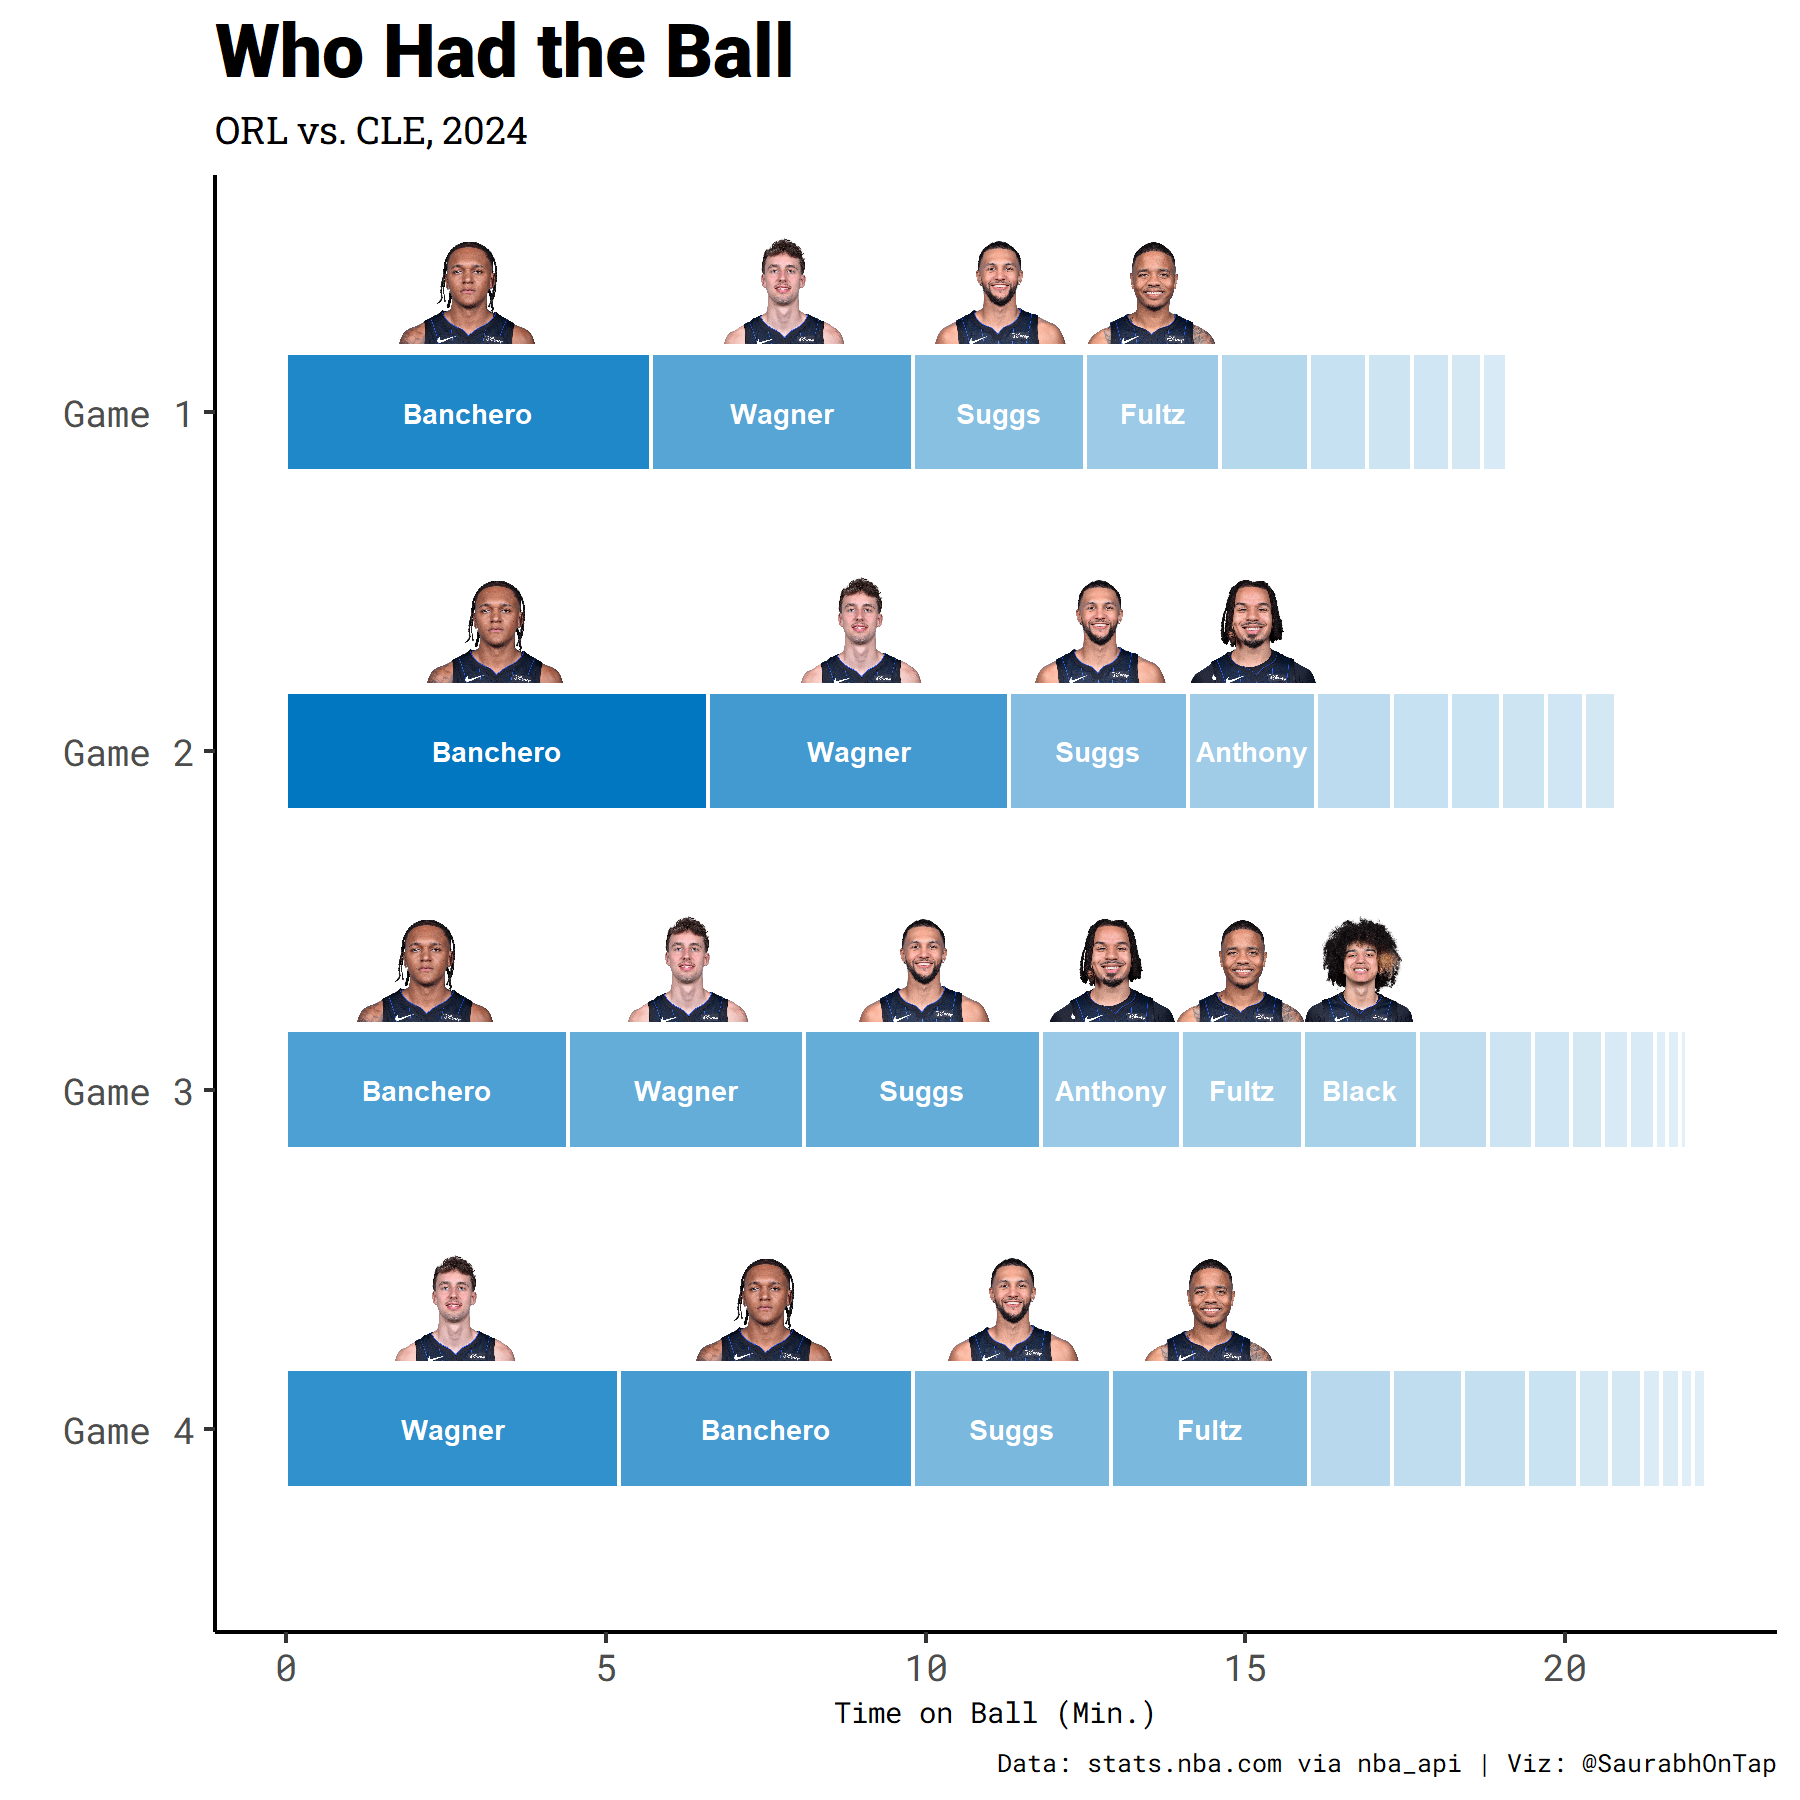 Who Had the Ball
ORL vs. CLE, 2024
Game 1
Banchero
Wagner
Suggs
Fultz
Game 2
Banchero
Wagner
Suggs
Anthony
Game 3
Banchero
Wagner
Suggs
Anthony
Fultz
Black
Game 4
Wagner
Banchero
Suggs
Fultz
0 5 10 15 20
Time on Ball (Min.)
Data: stats.nba.com via nba_api | Viz: @SaurabhOnTap